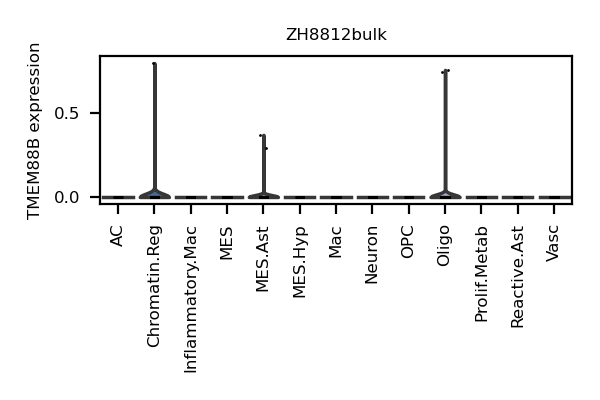 ZH8812bulk
TMEM88B expression
0.5
0.0
AC
Chromatin.Reg
Inflammatory.Mac
MES
MES.Ast
MES.Hyp
Mac
Neuron
OPC
Oligo
Prolif.Metab
Reactive.Ast
Vasc